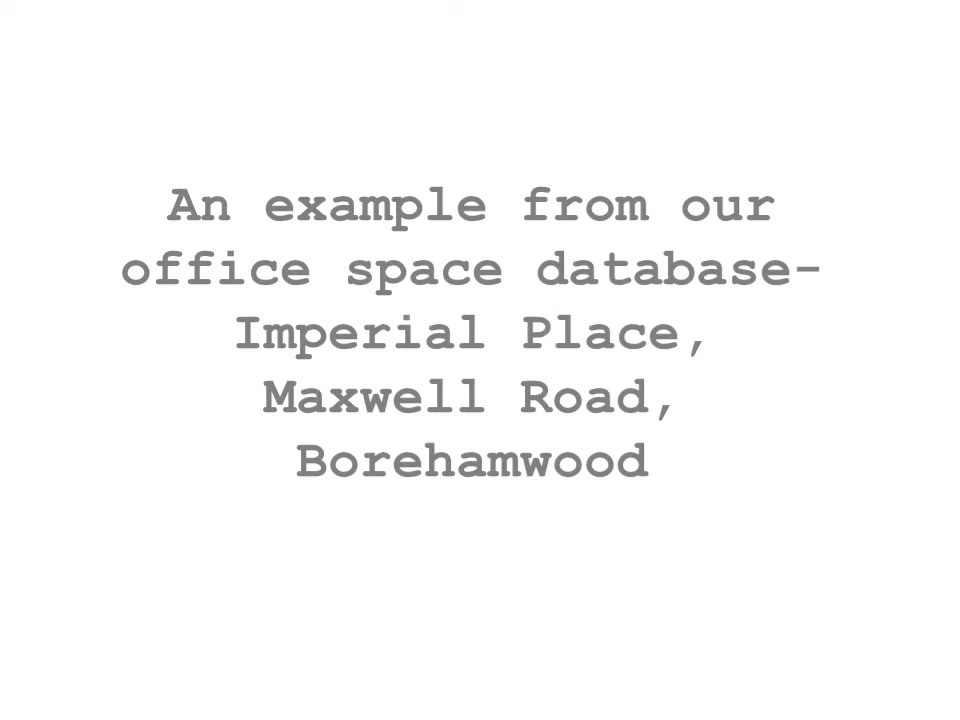 An example from our
office space database-
Imperial Place,
Maxwell Road,
Borehamwood